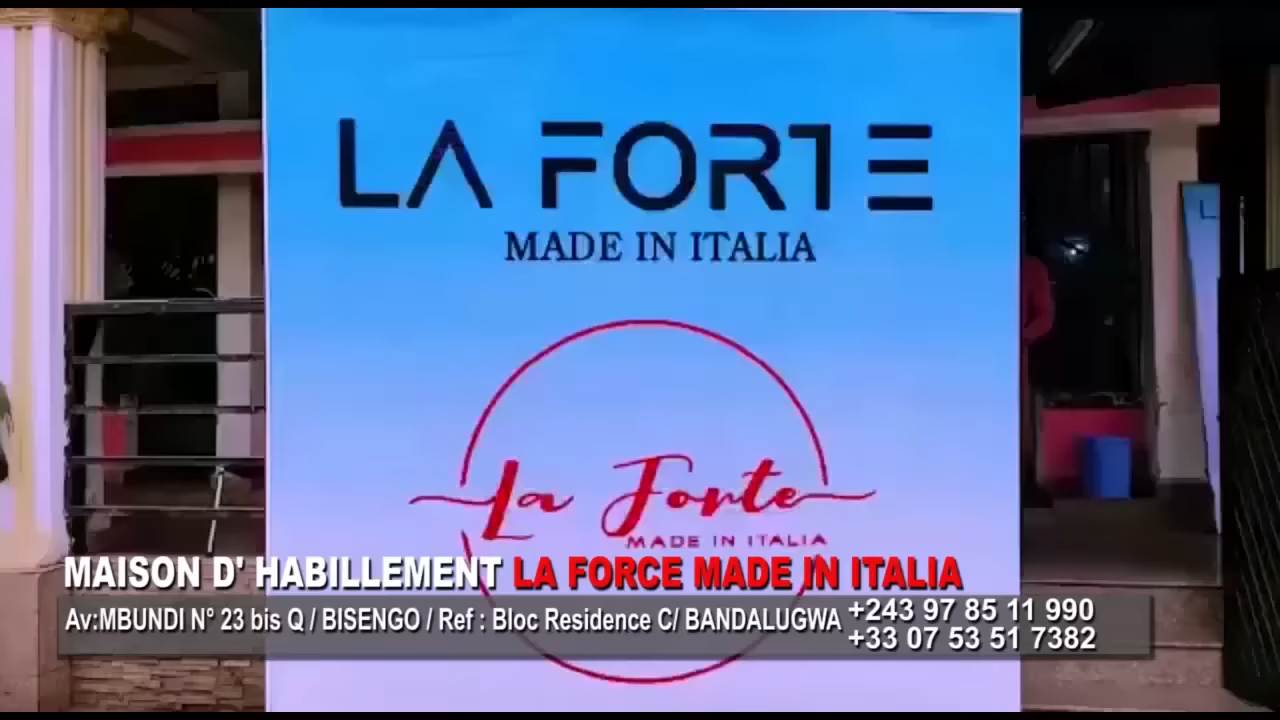 LA FORTE
MADE IN ITALIA
La Forte
MADE IN ITALIA
MAISON D' HABILLEMENT LA FORCE MADE IN ITALIA
Av:MBUNDI N° 23 bis Q / BISENGO / Ref : Bloc Residence C/ BANDALUGWA
+243 97 85 11 990
+33 07 53 51 7382
L